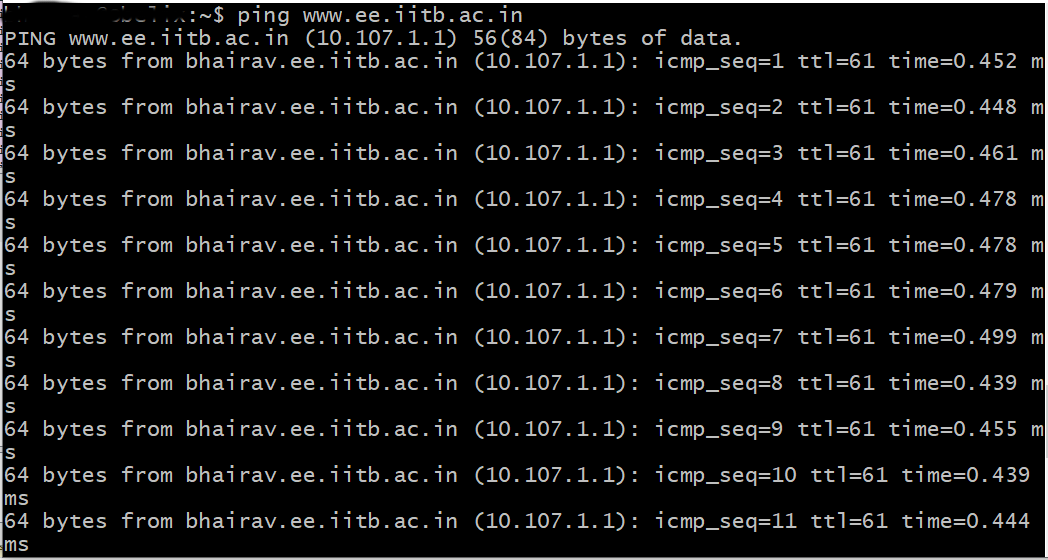 :~$ ping www.ee.iitb.ac.in
PING www.ee.iitb.ac.in (10.107.1.1) 56(84) bytes of data.
64 bytes from bhairav.ee.iitb.ac.in (10.107.1.1): icmp_seq=1 ttl=61 time=0.452 m
s
64 bytes from bhairav.ee.iitb.ac.in (10.107.1.1): icmp_seq=2 ttl=61 time=0.448 m
s
64 bytes from bhairav.ee.iitb.ac.in (10.107.1.1): icmp_seq=3 ttl=61 time=0.461 m
s
64 bytes from bhairav.ee.iitb.ac.in (10.107.1.1): icmp_seq=4 ttl=61 time=0.478 m
s
64 bytes from bhairav.ee.iitb.ac.in (10.107.1.1): icmp_seq=5 ttl=61 time=0.478 m
s
64 bytes from bhairav.ee.iitb.ac.in (10.107.1.1): icmp_seq=6 ttl=61 time=0.479 m
s
64 bytes from bhairav.ee.iitb.ac.in (10.107.1.1): icmp_seq=7 ttl=61 time=0.499 m
s
64 bytes from bhairav.ee.iitb.ac.in (10.107.1.1): icmp_seq=8 ttl=61 time=0.439 m
s
64 bytes from bhairav.ee.iitb.ac.in (10.107.1.1): icmp_seq=9 ttl=61 time=0.455 m
s
64 bytes from bhairav.ee.iitb.ac.in (10.107.1.1): icmp_seq=10 ttl=61 time=0.439
ms
64 bytes from bhairav.ee.iitb.ac.in (10.107.1.1): icmp_seq=11 ttl=61 time=0.444
ms